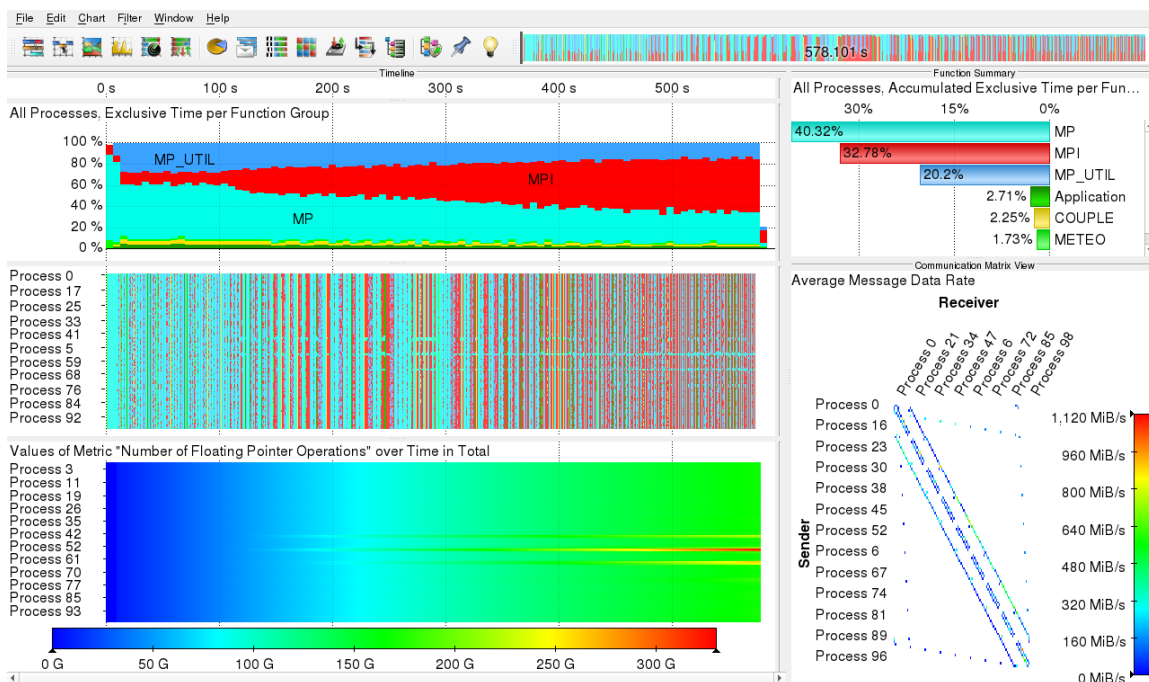 File Edit Chart Filter Window Help
578.101 s
Timeline
0 s 100 s 200 s 300 s 400 s 500 s
All Processes, Exclusive Time per Function Group
100 %
80 %
60 %
40 %
20 %
0 %
MP_UTIL
MPI
MP
Process 0
Process 17
Process 25
Process 33
Process 41
Process 5
Process 59
Process 68
Process 76
Process 84
Process 92
Values of Metric "Number of Floating Pointer Operations" over Time in Total
Process 3
Process 11
Process 19
Process 26
Process 35
Process 42
Process 52
Process 61
Process 70
Process 77
Process 85
Process 93
0 G 50 G 100 G 150 G 200 G 250 G 300 G
Function Summary
All Processes, Accumulated Exclusive Time per Fun...
30% 15% 0%
40.32% MP
32.78% MPI
20.2% MP_UTIL
2.71% Application
2.25% COUPLE
1.73% METEO
Communication Matrix View
Average Message Data Rate
Receiver
Process 0
Process 21
Process 34
Process 47
Process 6
Process 72
Process 85
Process 98
Sender
Process 0
Process 16
Process 23
Process 30
Process 38
Process 45
Process 52
Process 6
Process 67
Process 74
Process 81
Process 89
Process 96
1,120 MiB/s
960 MiB/s
800 MiB/s
640 MiB/s
480 MiB/s
320 MiB/s
160 MiB/s
0 MiB/s